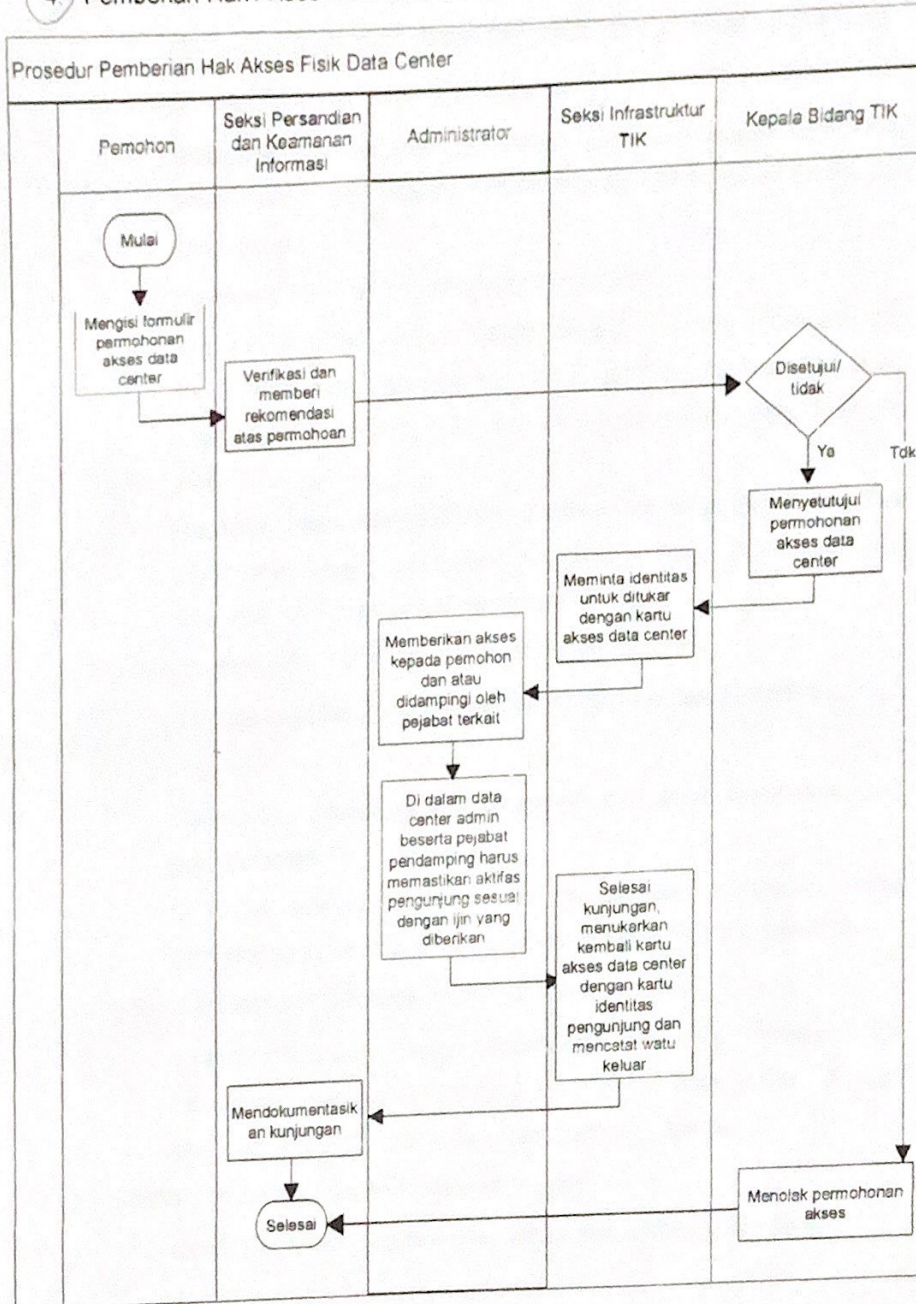 4. Pemberian
Prosedur Pemberian Hak Akses Fisik Data Center
Pemohon
Seksi Persandian
dan Keamanan
Informasi
Administrator
Seksi Infrastruktur
TIK
Kepala Bidang TIK
Mulai
Mengisi formulir
permohonan
akses data
center
Verifikasi dan
memberi
rekomendasi
atas permohoan
Disetujui/
tidak
Ya
Tdk
Menyetutujui
permohonan
akses data
center
Meminta identitas
untuk ditukar
dengan kartu
akses data center
Memberikan akses
kepada pemohon
dan atau
didampingi oleh
pejabat terkait
Di dalam data
center admin
beserta pejabat
pendamping harus
memastikan aktifas
pengunjung sesuai
dengan ijin yang
diberikan
Selesai
kunjungan,
menukarkan
kembali kartu
akses data center
dengan kartu
identitas
pengunjung dan
mencatat watu
keluar
Mendokumentasik
an kunjungan
Menolak permohonan
akses
Selesai